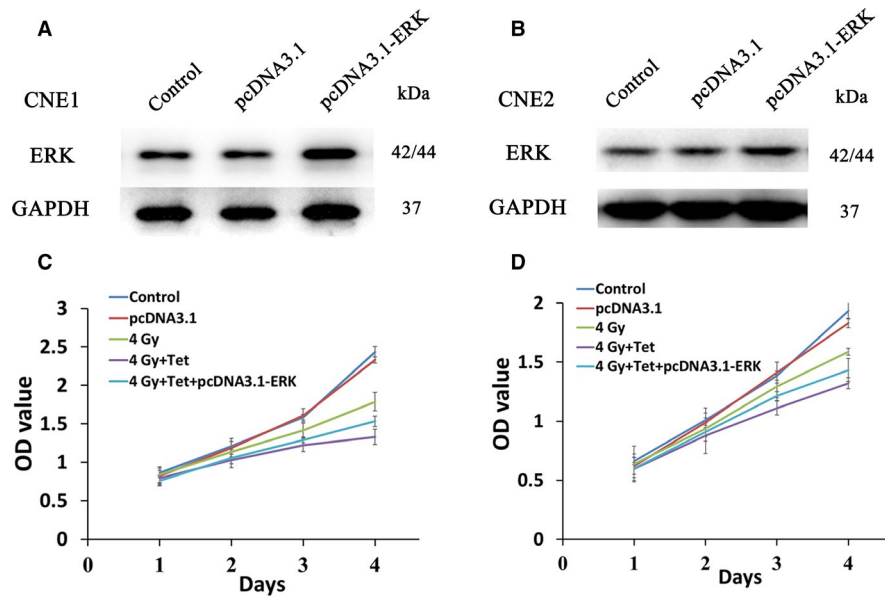 A
Control
pcDNA3.1
pcDNA3.1-ERK
CNE1
kDa
ERK
42/44
GAPDH
37
B
Control
pcDNA3.1
pcDNA3.1-ERK
CNE2
kDa
ERK
42/44
GAPDH
37
C
Control
pcDNA3.1
4 Gy
4 Gy+Tet
4 Gy+Tet+pcDNA3.1-ERK
OD value
3
2.5
2
1.5
1
0.5
0
0 1 2 3 4
Days
D
Control
pcDNA3.1
4 Gy
4 Gy+Tet
4 Gy+Tet+pcDNA3.1-ERK
OD value
2
1.5
1
0.5
0
0 1 2 3 4
Days